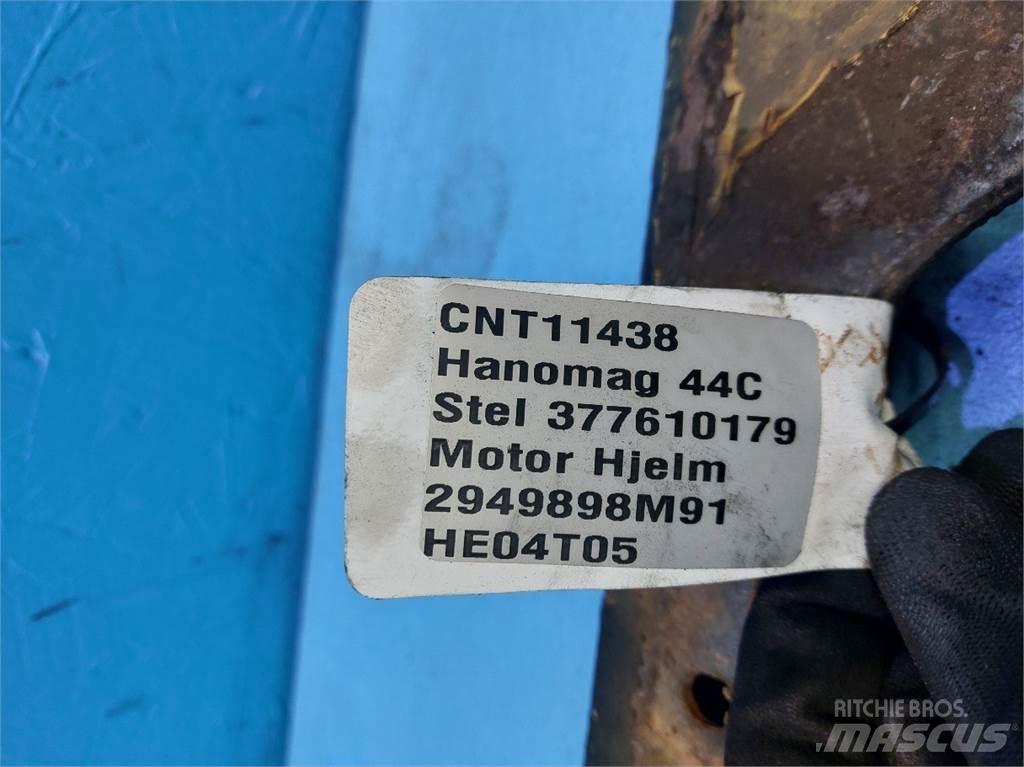 CNT11438
Hanomag 44C
Stel 377610179
Motor Hjelm
2949898M91
HE04T05
RITCHIE BROS.
MASCUS